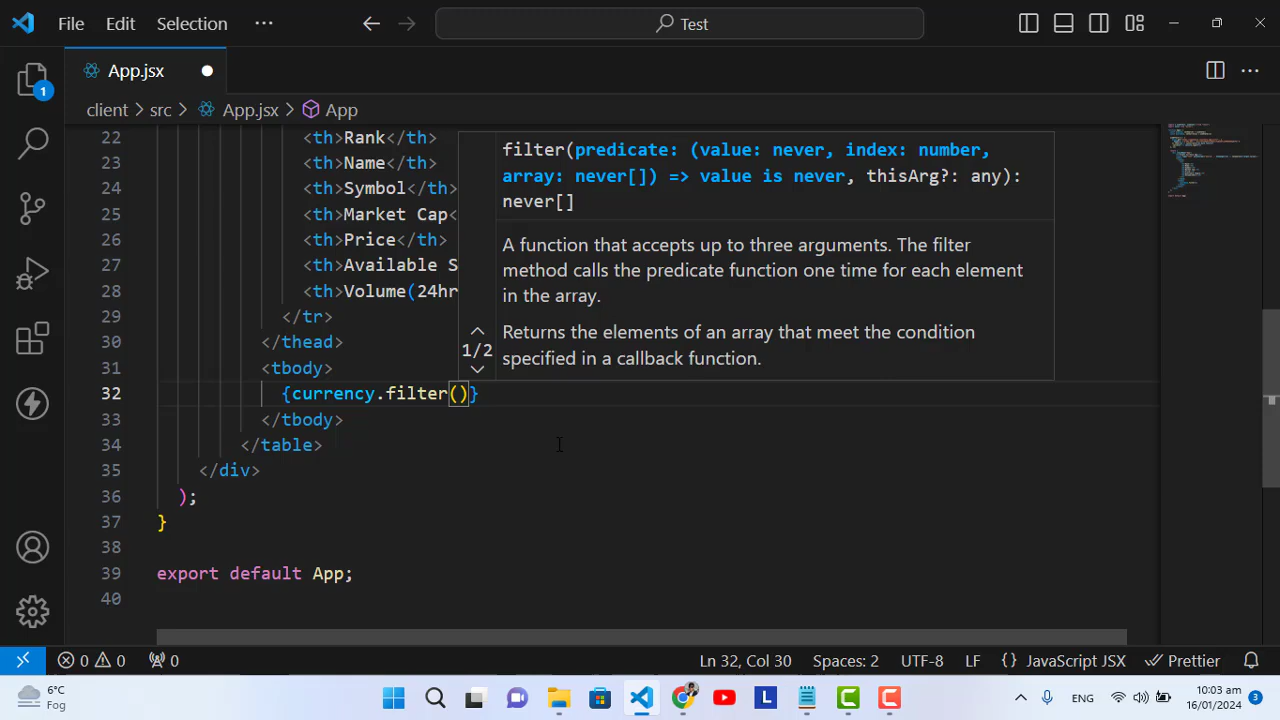 File Edit Selection ···
Test
App.jsx
client > src > App.jsx > App
22 <th>Rank</th>
23 <th>Name</th>
24 <th>Symbol</th>
25 <th>Market Cap<
26 <th>Price</th>
27 <th>Available S
28 <th>Volume(24hr
29 </tr>
30 </thead>
31 <tbody>
32 {currency.filter()}
33 </tbody>
34 </table>
35 </div>
36 );
37 }
38
39 export default App;
40
filter(predicate: (value: never, index: number,
array: never[]) => value is never, thisArg?: any):
never[]
A function that accepts up to three arguments. The filter
method calls the predicate function one time for each element
in the array.
1/2
Returns the elements of an array that meet the condition
specified in a callback function.
1
0 0 0 Ln 32, Col 30 Spaces: 2 UTF-8 LF {} JavaScript JSX Prettier
6°C
Fog
L
ENG
10:03 am
16/01/2024
3